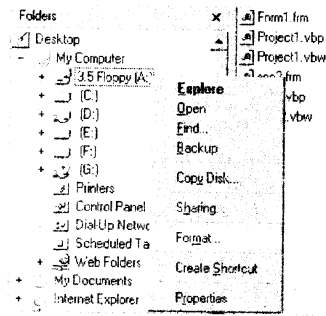 Folders
Desktop
My Computer
3.5 Floppy (A:)
(C:)
(D:)
(E:)
(F:)
(G:)
Printers
Control Panel
Dial-Up Netwo
Scheduled Ta
Web Folders
My Documents
Internet Explorer
Explore
Open
Find...
Backup
Copy Disk...
Sharing...
Format...
Create Shortcut
Properties
Form1.frm
Project1.vbp
Project1.vbw
.frm
vbp
.vbw